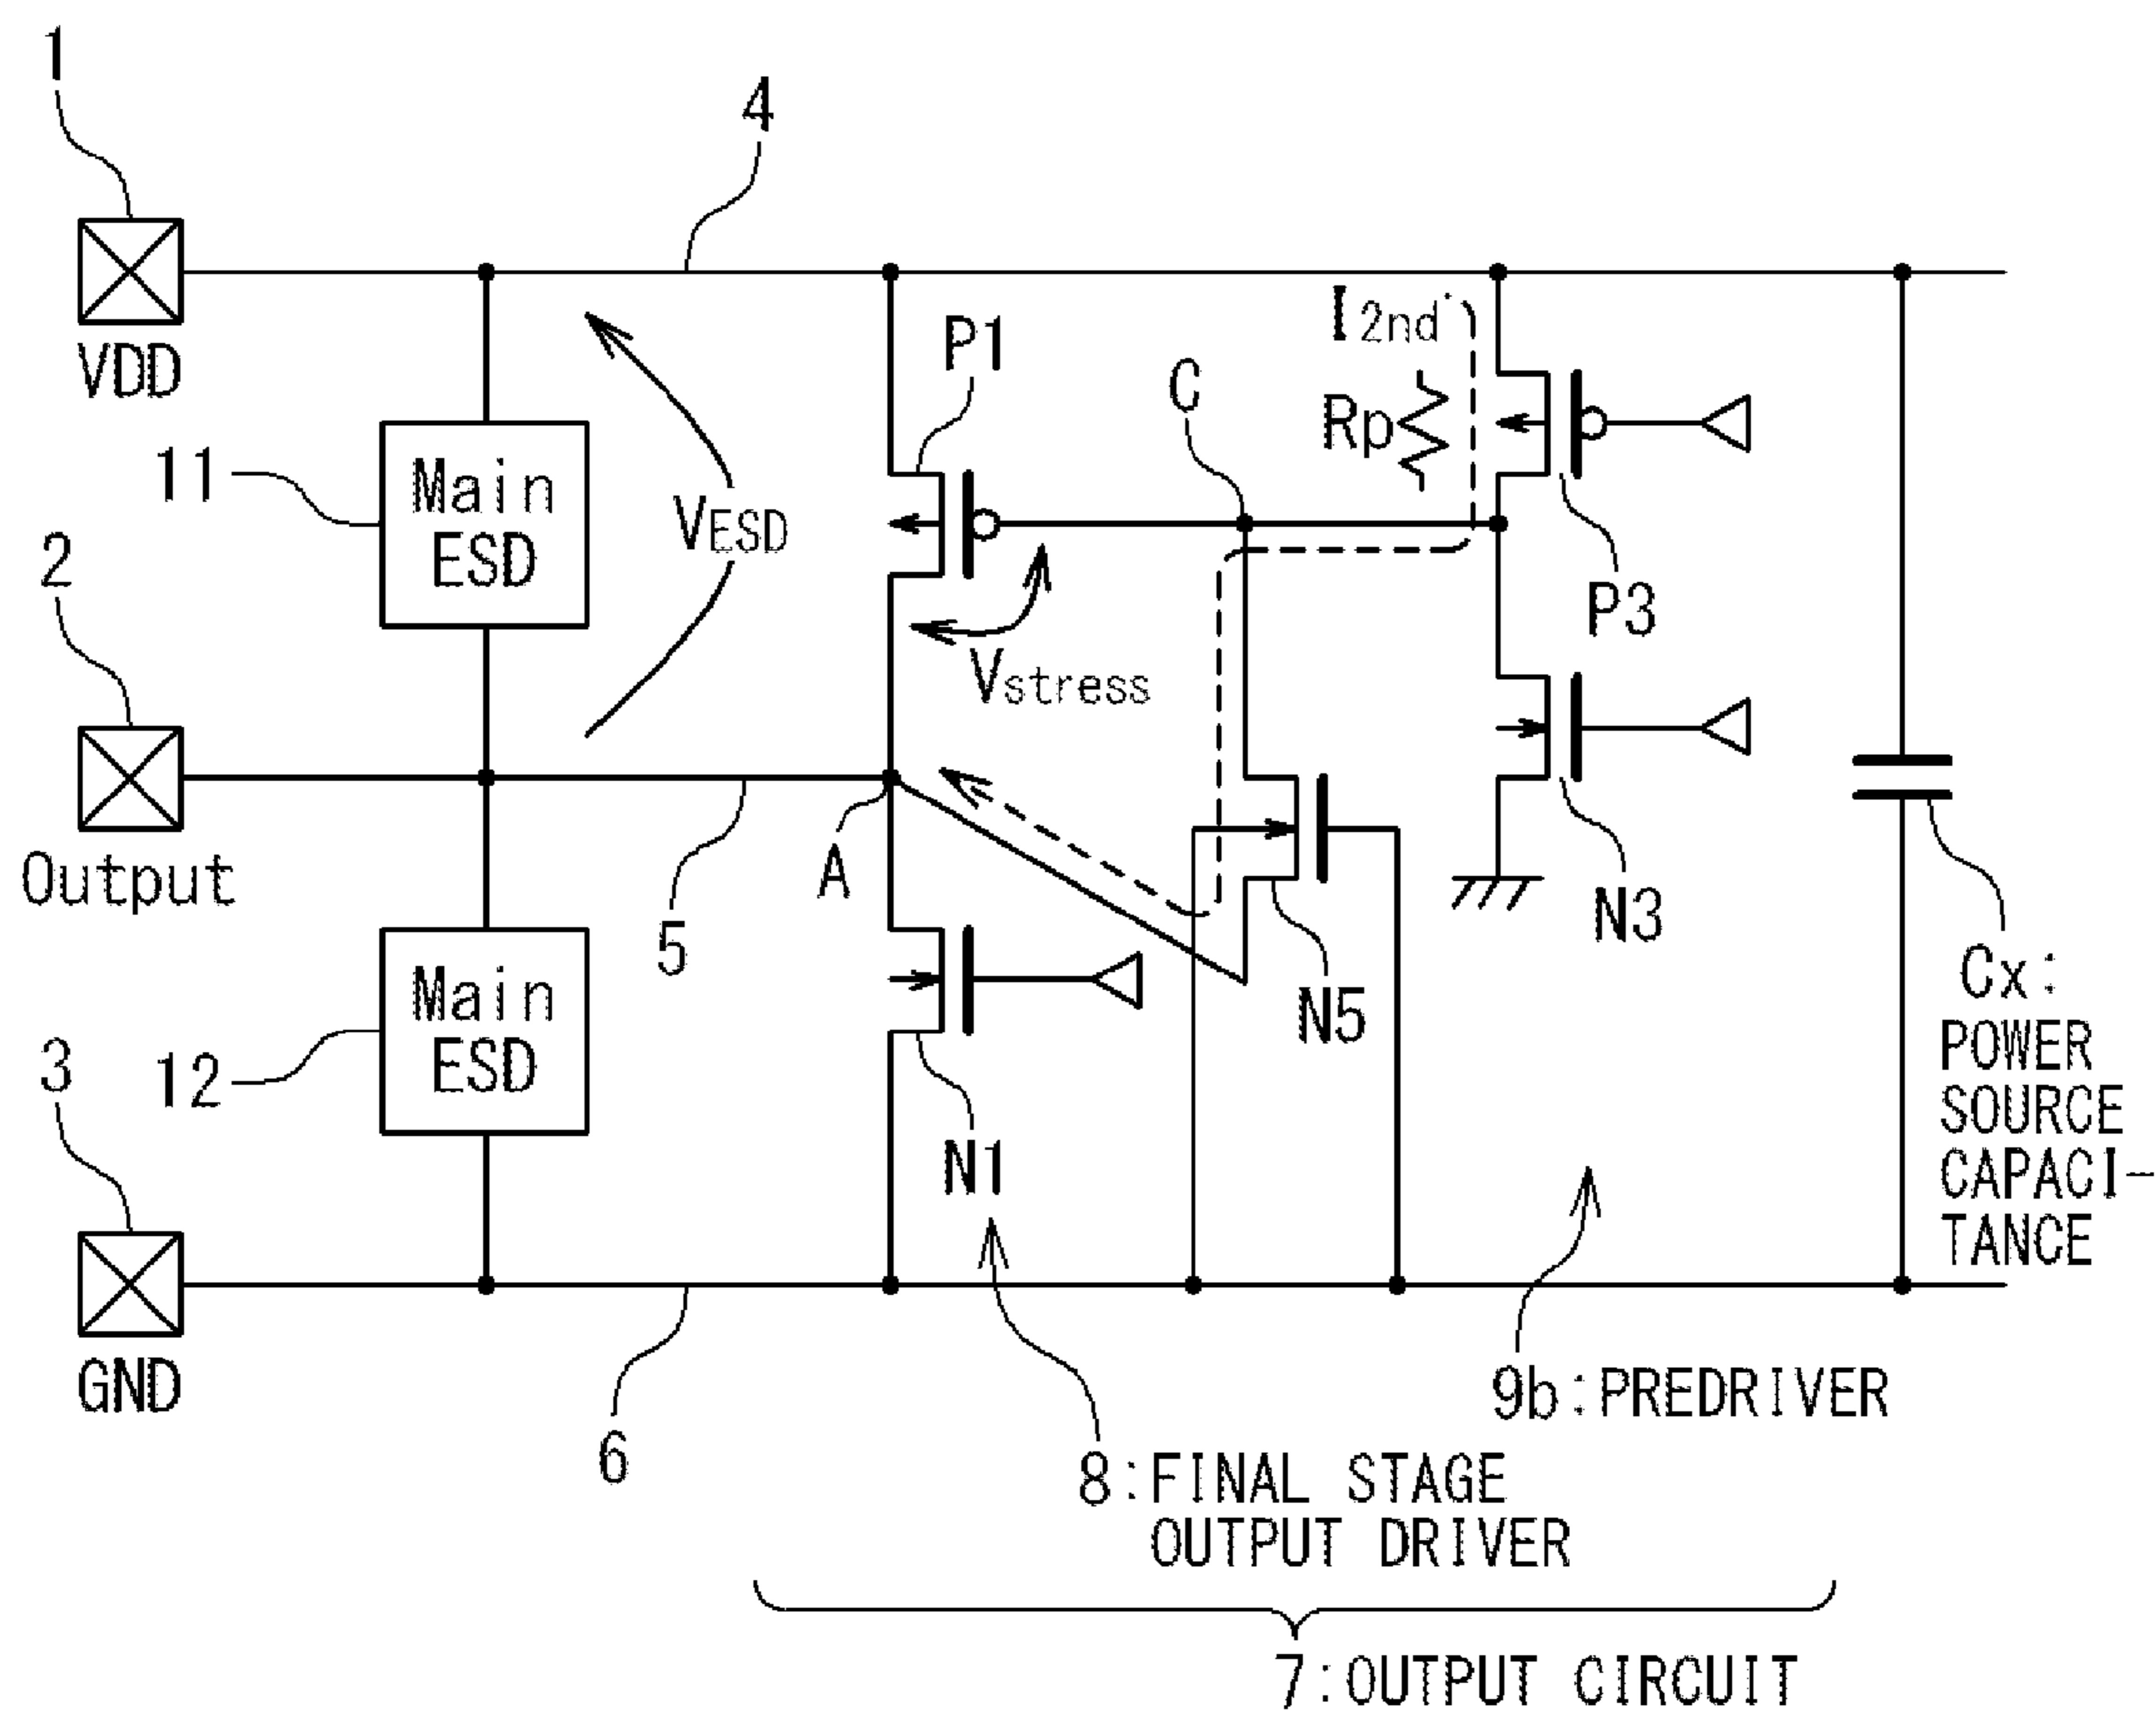 1
4
VDD
P1
I2nd
C
Rp
11
Main
ESD
VESD
2
P3
Vstress
Output
A
5
N3
N5
Cx:
POWER
SOURCE
CAPACI-
TANCE
3
12
Main
ESD
N1
GND
6
9b:PREDRIVER
8:FINAL STAGE
OUTPUT DRIVER
7:OUTPUT CIRCUIT